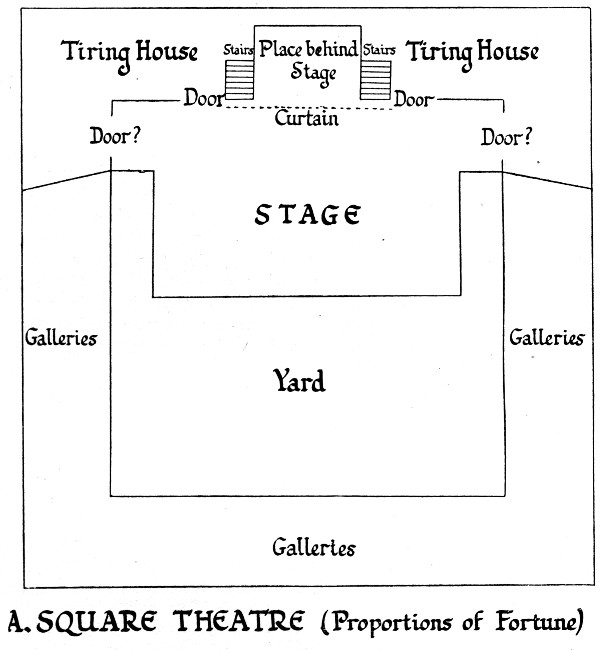 Tiring House
Stairs
Place behind
Stage
Stairs
Tiring House
Door
Door
Curtain
Door?
Door?
STAGE
Galleries
Galleries
Yard
Galleries
A. SQUARE THEATRE (Proportions of Fortune)